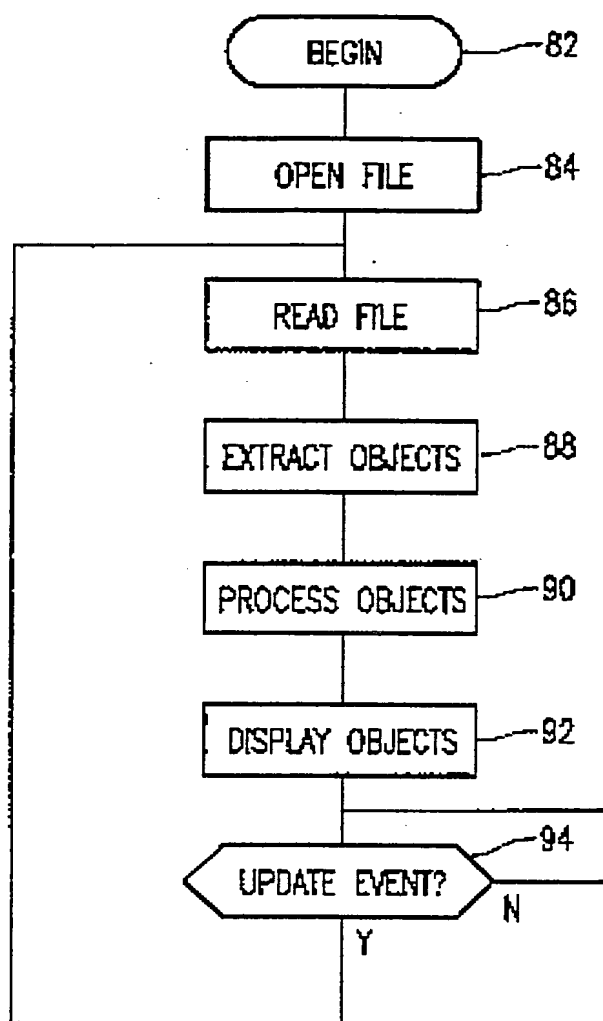 BEGIN 82
OPEN FILE 84
READ FILE 86
EXTRACT OBJECTS 88
PROCESS OBJECTS 90
DISPLAY OBJECTS 92
94
UPDATE EVENT?
N
Y